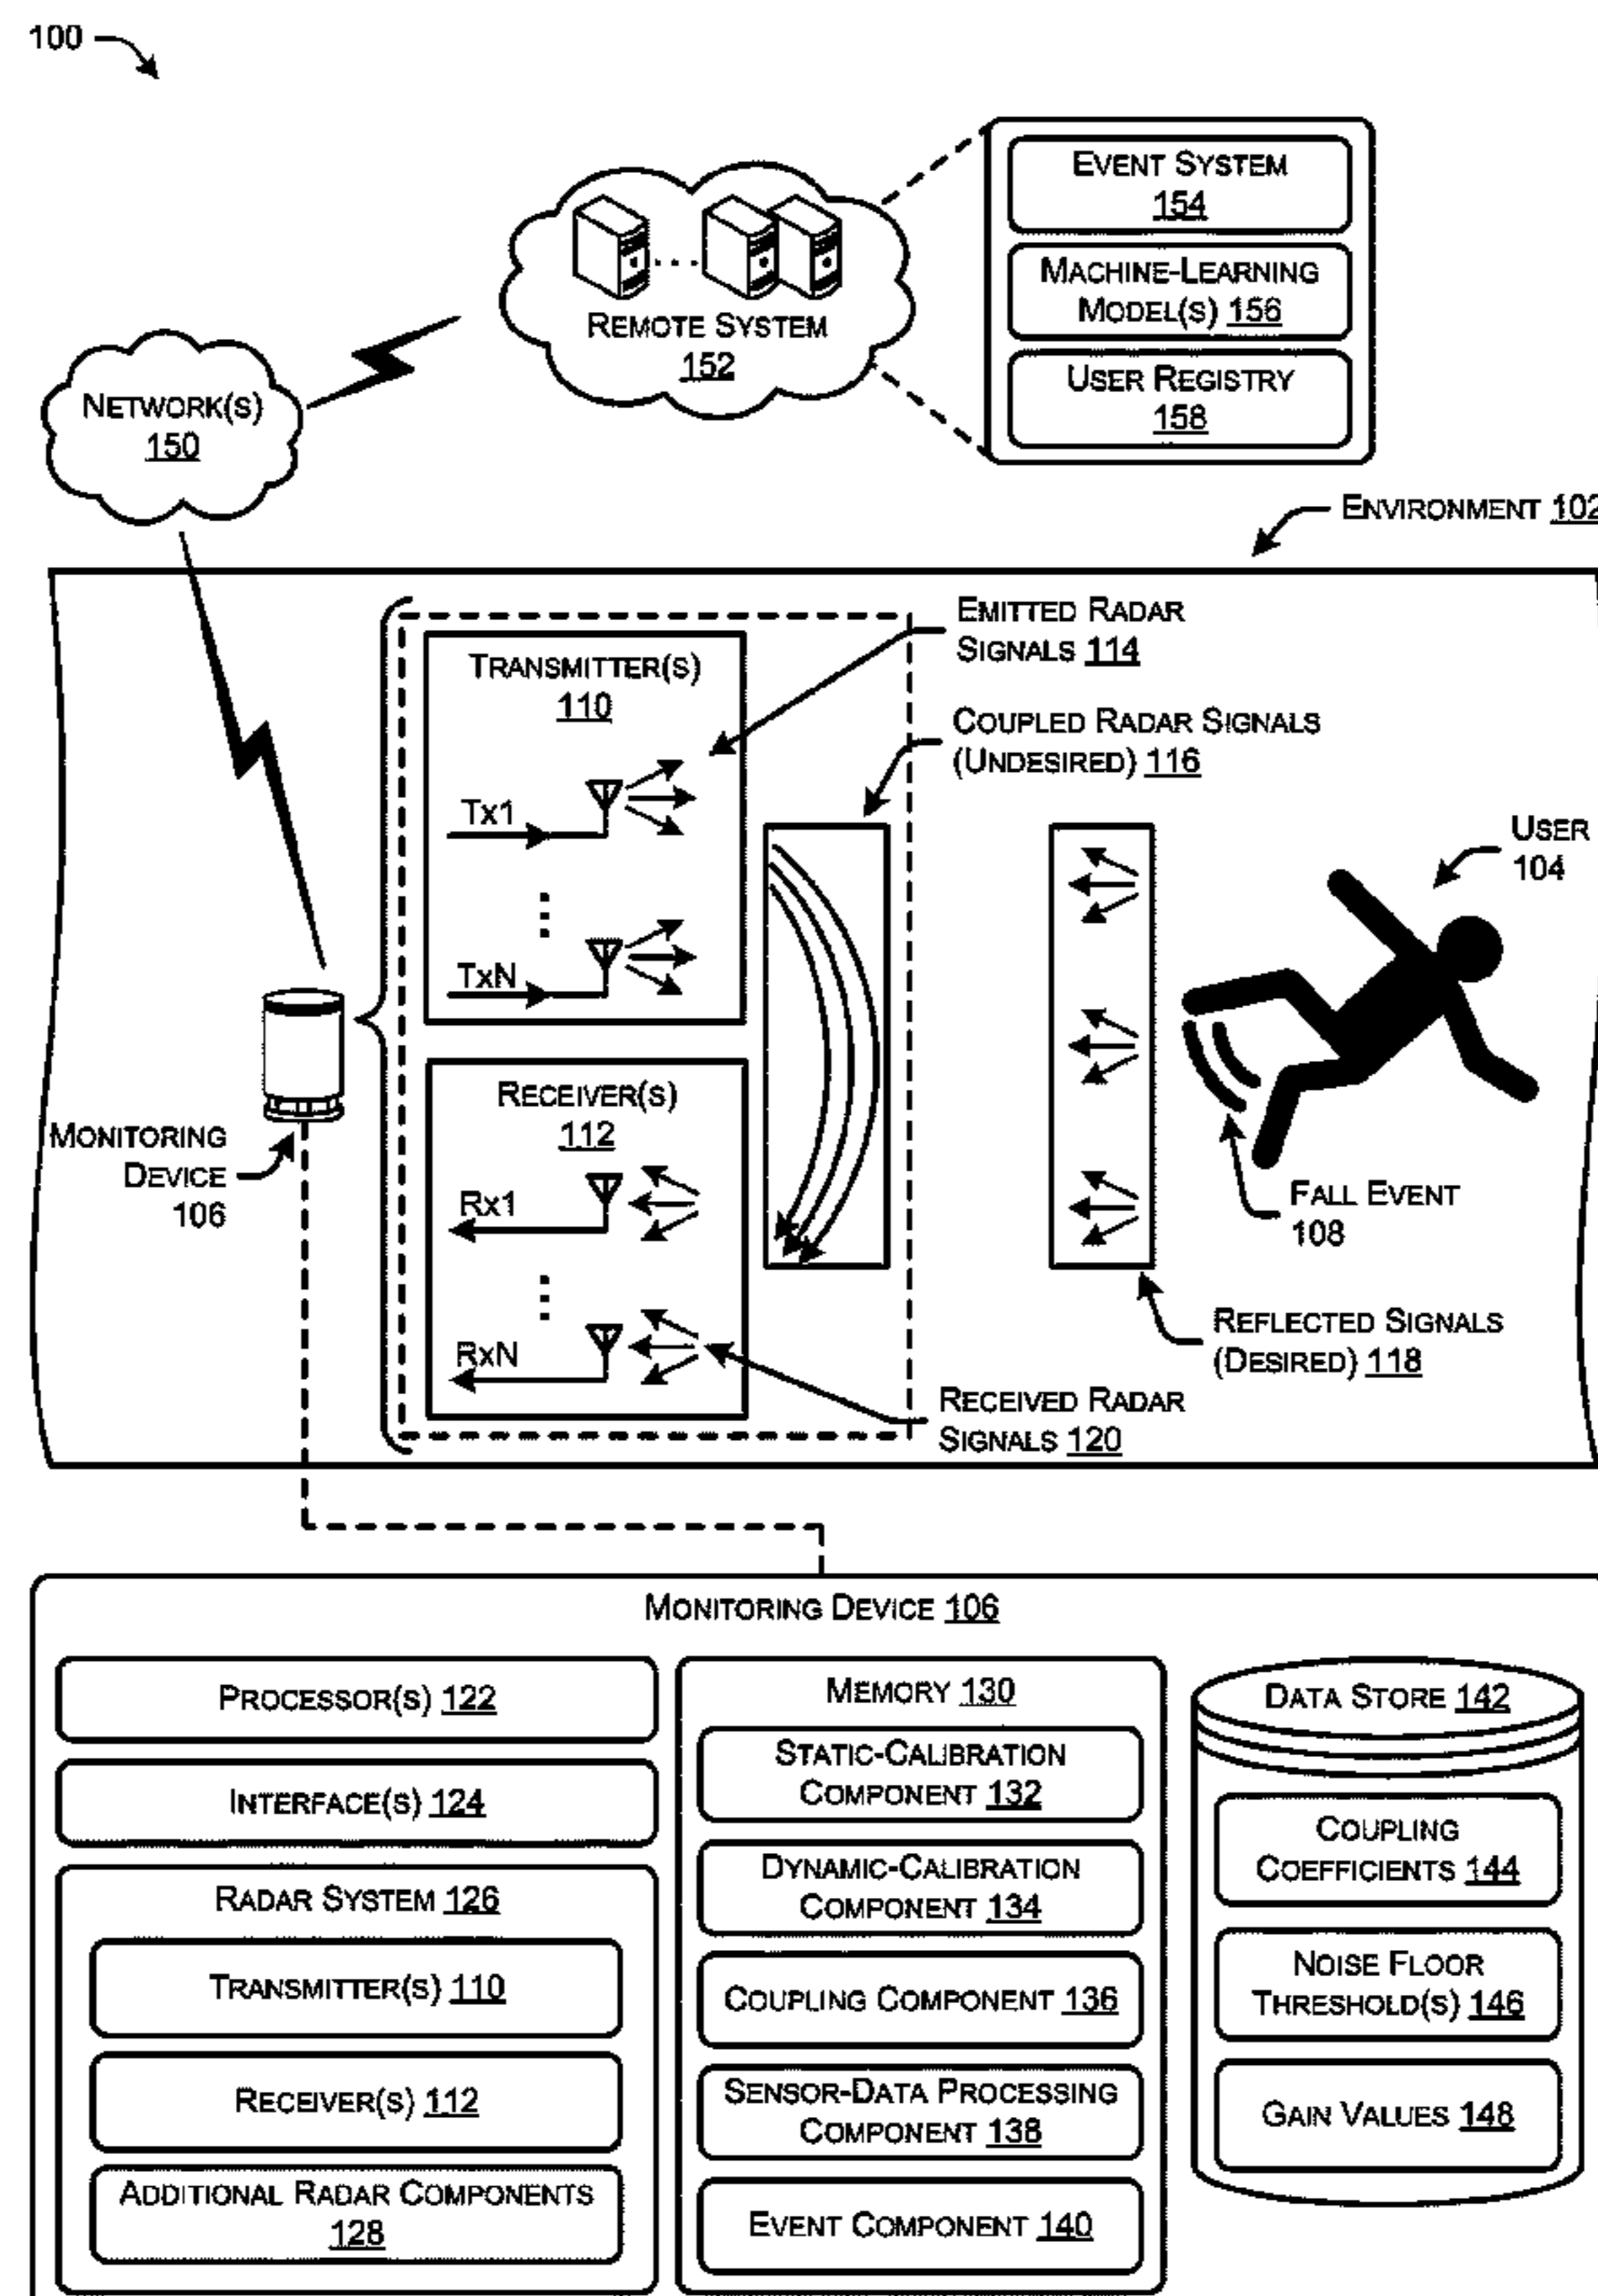 100
EVENT SYSTEM
154
MACHINE-LEARNING
MODEL(S) 156
USER REGISTRY
158
REMOTE SYSTEM
152
NETWORK(S)
150
ENVIRONMENT 102
EMITTED RADAR
SIGNALS 114
TRANSMITTER(S)
110
COUPLED RADAR SIGNALS
(UNDESIRED) 116
Tx1
TxN
USER
104
RECEIVER(S)
112
Rx1
RxN
MONITORING
DEVICE
106
FALL EVENT
108
REFLECTED SIGNALS
(DESIRED) 118
RECEIVED RADAR
SIGNALS 120
MONITORING DEVICE 106
PROCESSOR(S) 122
INTERFACE(S) 124
RADAR SYSTEM 126
TRANSMITTER(S) 110
RECEIVER(S) 112
ADDITIONAL RADAR COMPONENTS
128
MEMORY 130
STATIC-CALIBRATION
COMPONENT 132
DYNAMIC-CALIBRATION
COMPONENT 134
COUPLING COMPONENT 136
SENSOR-DATA PROCESSING
COMPONENT 138
EVENT COMPONENT 140
DATA STORE 142
COUPLING
COEFFICIENTS 144
NOISE FLOOR
THRESHOLD(S) 146
GAIN VALUES 148